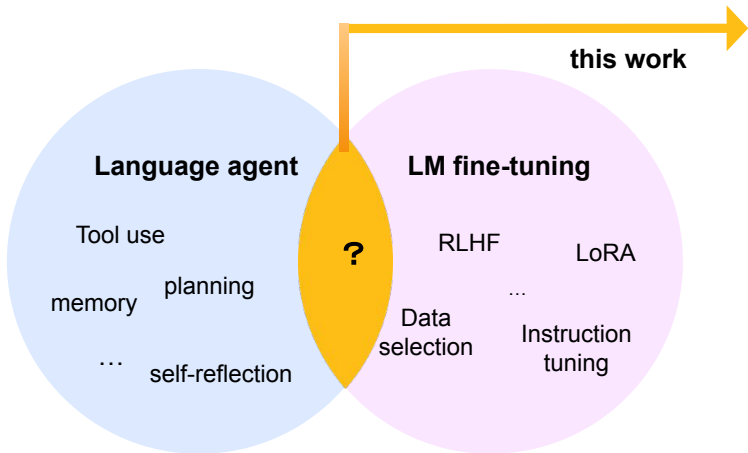 this work
Language agent
LM fine-tuning
Tool use
planning
memory
…
self-reflection
?
RLHF
LoRA
...
Data
selection
Instruction
tuning